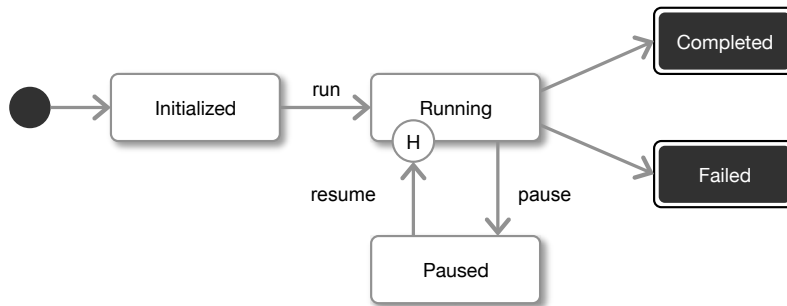 Completed
run
Initialized
Running
H
Failed
resume
pause
Paused